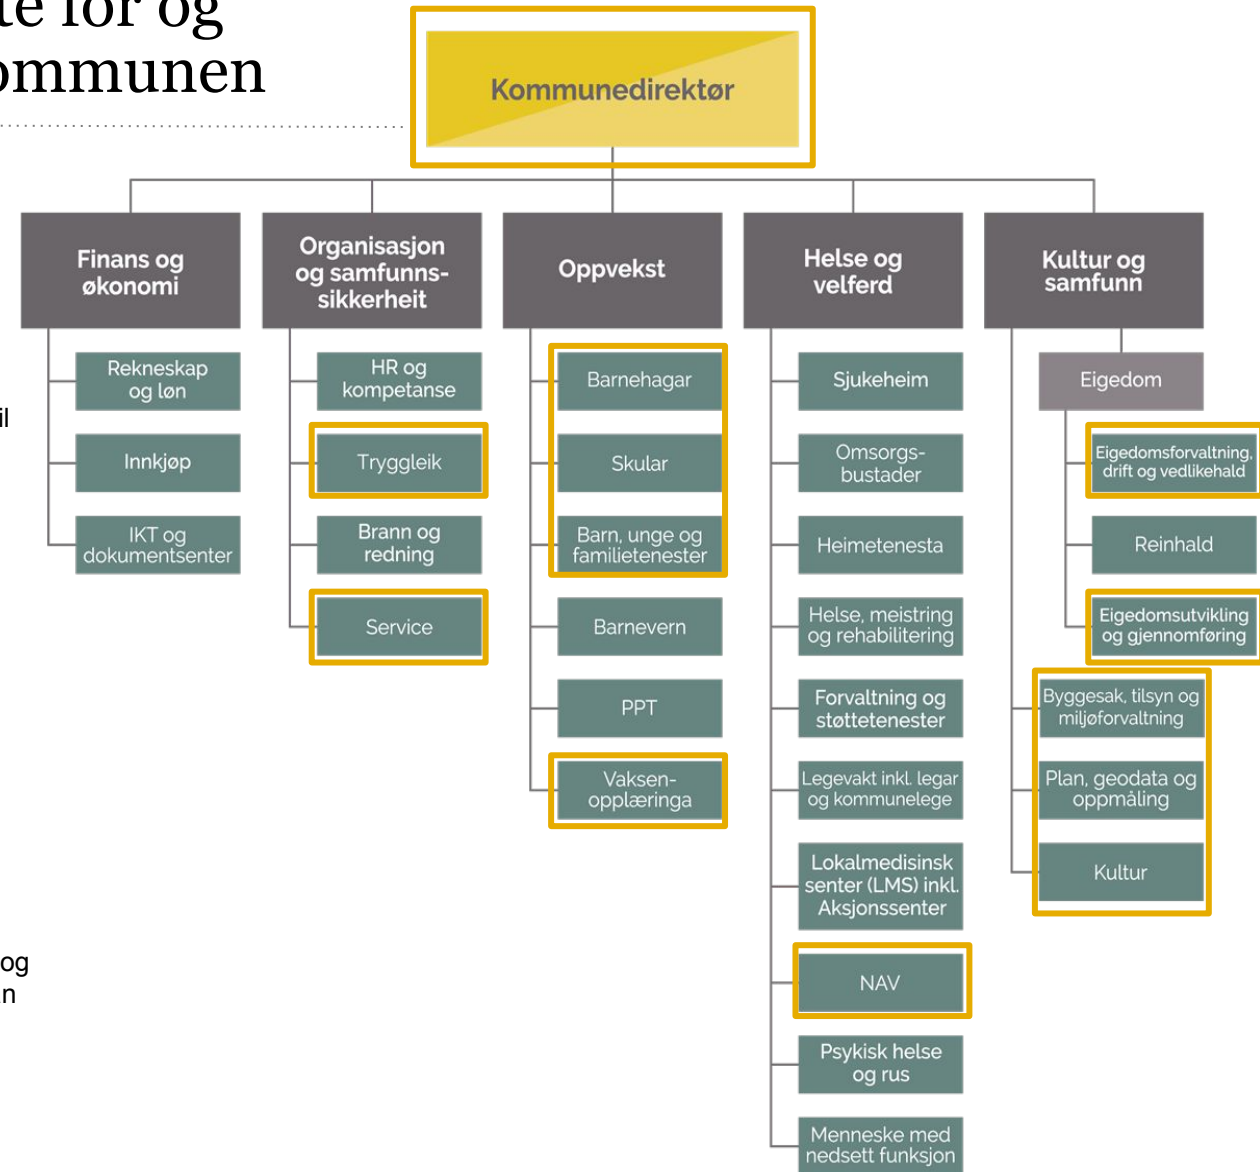 te for og
ommunen
Kommunedirektør
Finans og
økonomi
Rekneskap
og løn
Innkjøp
IKT og
dokumentsenter
Organisasjon
og samfunns-
sikkerheit
HR og
kompetanse
Tryggleik
Brann og
redning
Service
Oppvekst
Barnehagar
Skular
Barn, unge og
familietenester
Barnevern
PPT
Vaksen-
opplæringa
Helse og
velferd
Sjukeheim
Omsorgs-
bustader
Heimetenesta
Helse, meistring
og rehabilitering
Forvaltning og
støttetenester
Legevakt inkl. legar
og kommunelege
Lokalmedisinsk
senter (LMS) inkl.
Aksjonssenter
NAV
Psykisk helse
og rus
Menneske med
nedsett funksjon
Kultur og
samfunn
Eigedom
Eigedomsforvaltning,
drift og vedlikehald
Reinhald
Eigedomsutvikling
og gjennomføring
Byggesak, tilsyn og
miljøforvaltning
Plan, geodata og
oppmåling
Kultur
il
og
n